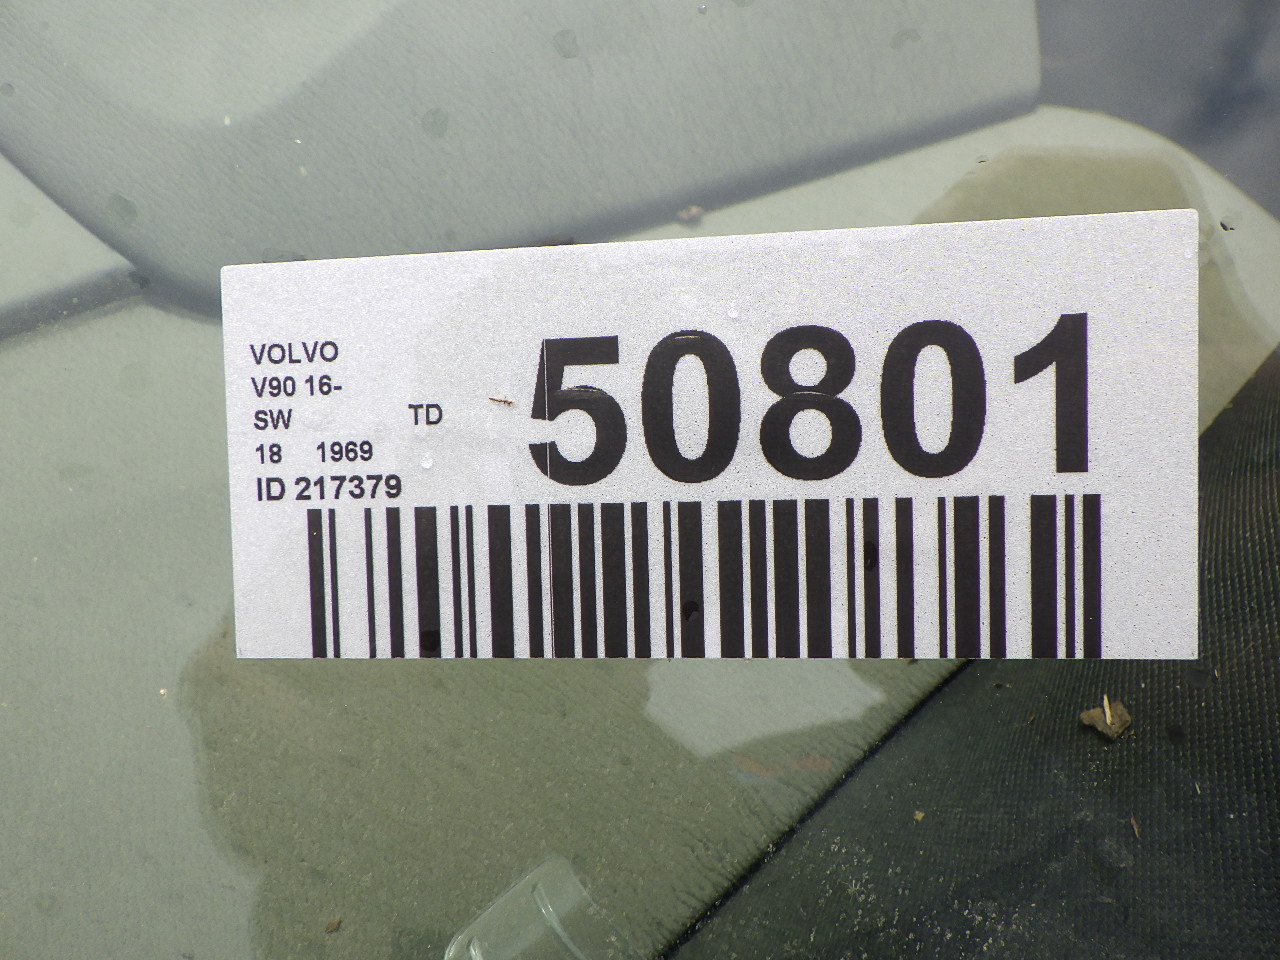 VOLVO
V90 16-
SW TD
18 1969
ID 217379
50801